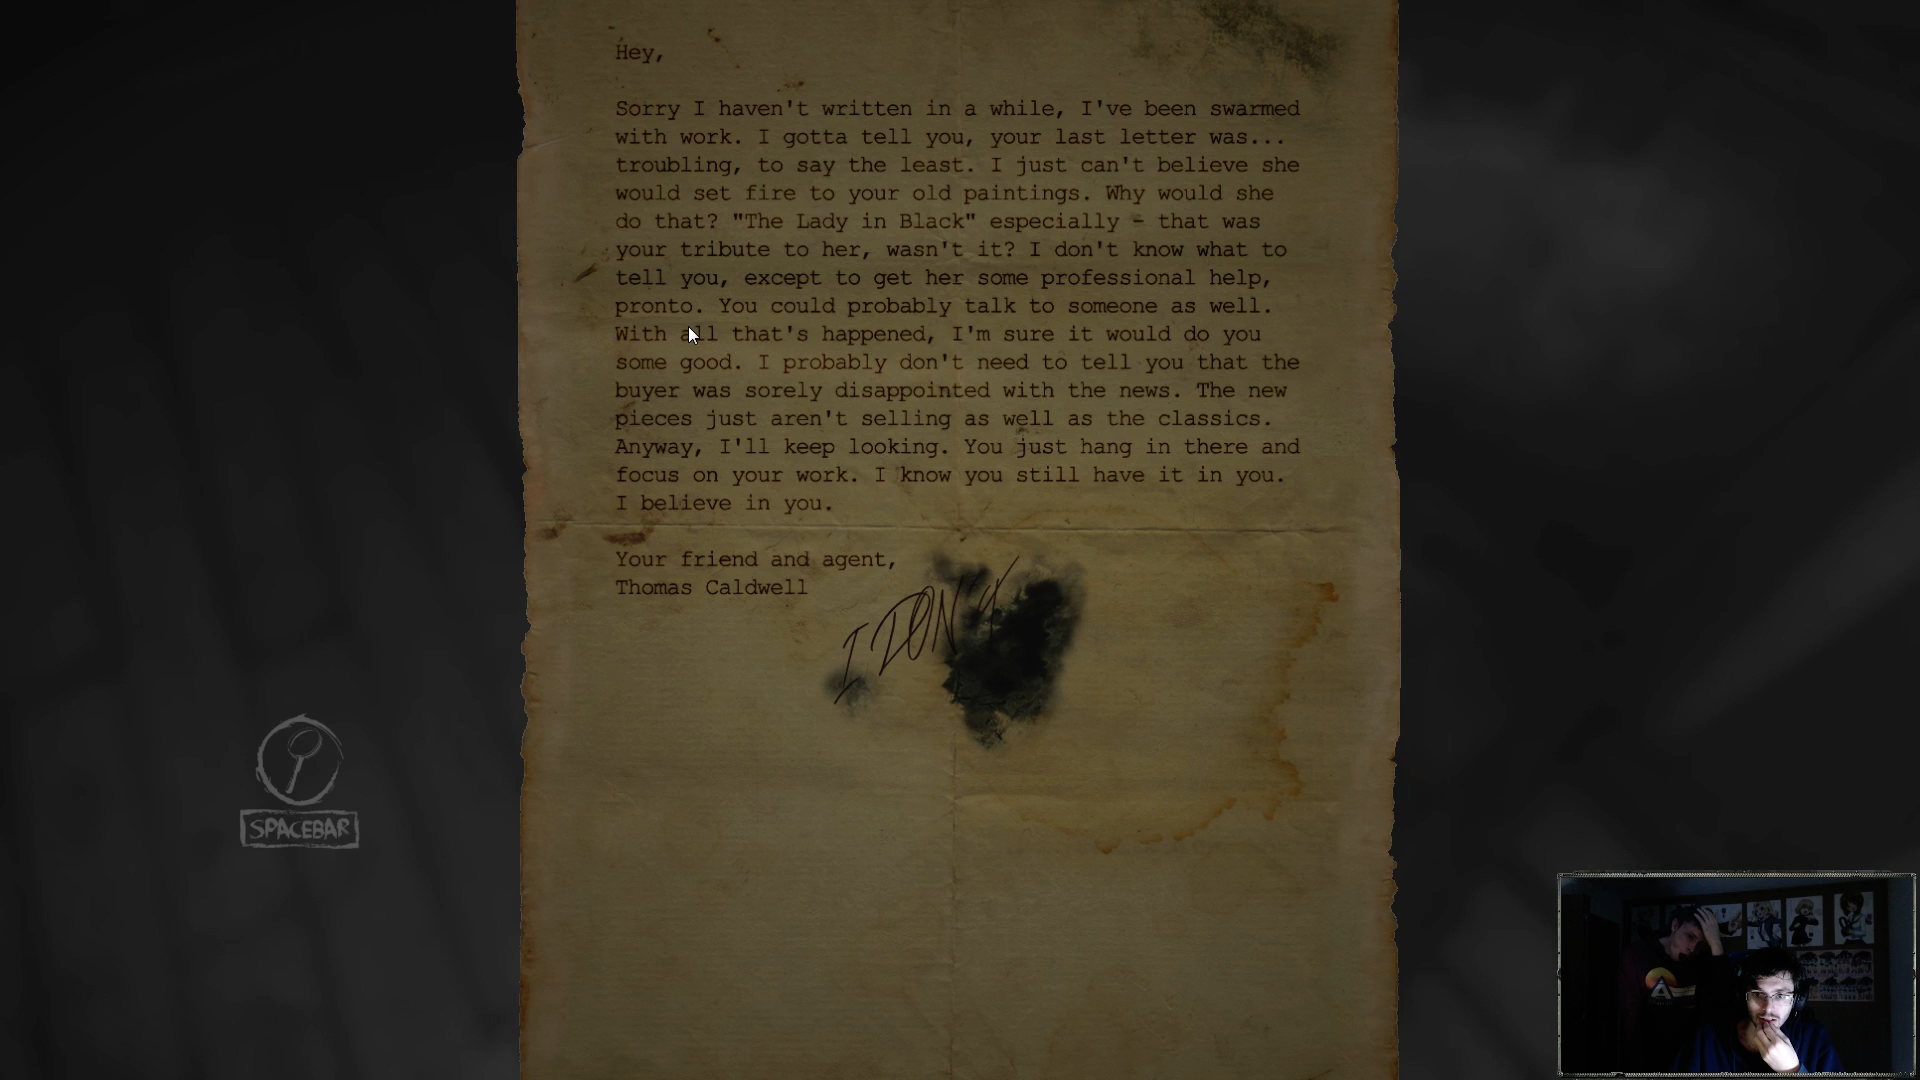 Hey,
Sorry I haven't written in a while, I've been swarmed
with work. I gotta tell you, your last letter was...
troubling, to say the least. I just can't believe she
would set fire to your old paintings. Why would she
do that? "The Lady in Black" especially - that was
your tribute to her, wasn't it? I don't know what to
tell you, except to get her some professional help,
pronto. You could probably talk to someone as well.
With all that's happened, I'm sure it would do you
some good. I probably don't need to tell you that the
buyer was sorely disappointed with the news. The new
pieces just aren't selling as well as the classics.
Anyway, I'll keep looking. You just hang in there and
focus on your work. I know you still have it in you.
I believe in you.
Your friend and agent,
Thomas Caldwell
I DON'T
SPACEBAR